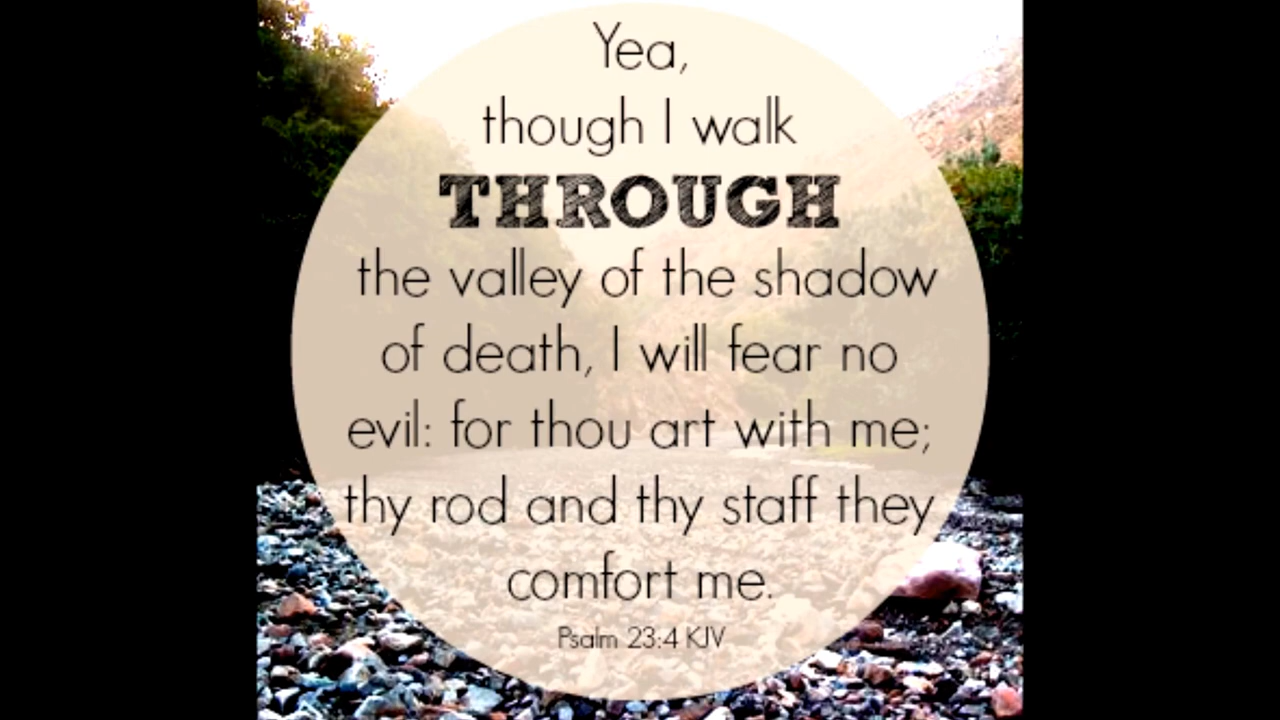 Yea,
though I walk
THROUGH
the valley of the shadow
of death, I will fear no
evil: for thou art with me;
thy rod and thy staff they
comfort me.
Psalm 23:4 KJV